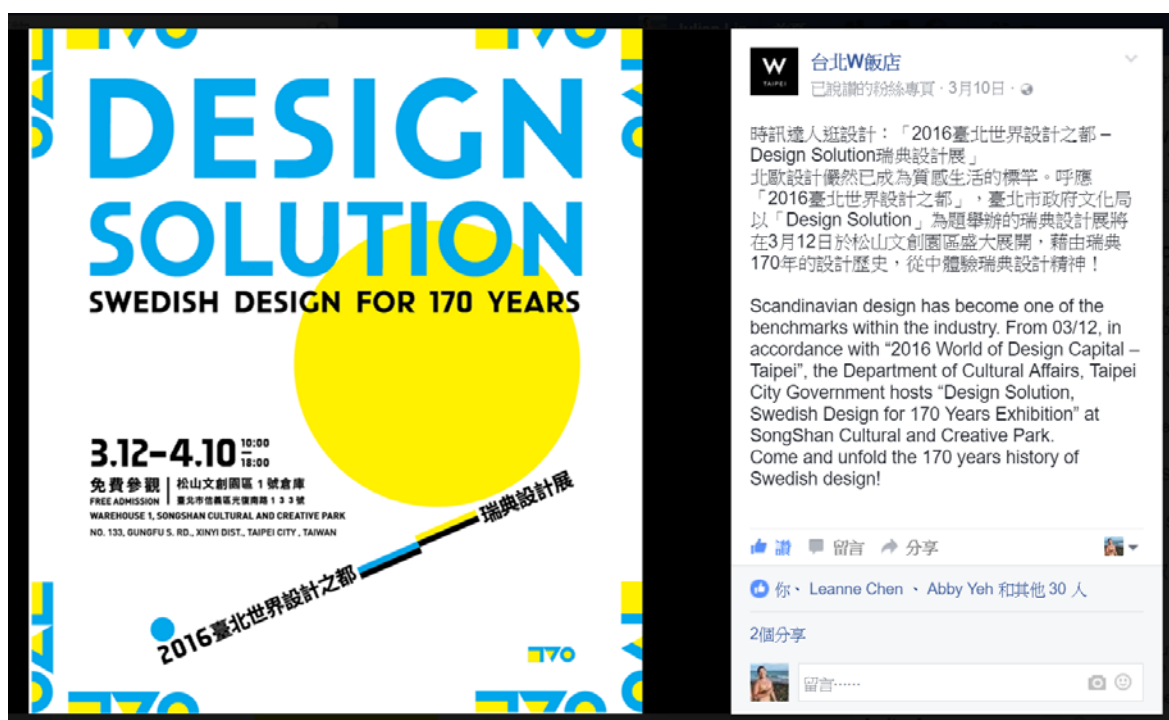 DESIGN
SOLUTION
SWEDISH DESIGN FOR 170 YEARS
3.12-4.10 10:00
18:00
免費參觀
FREE ADMISSION
松山文創園區 1 號倉庫
臺北市信義區光復南路 1 3 3 號
WAREHOUSE 1, SONGSHAN CULTURAL AND CREATIVE PARK
NO. 133, GUNGFU S. RD., XINYI DIST., TAIPEI CITY , TAIWAN
2016臺北世界設計之都
瑞典設計展
170
W
TAIPEI
台北W飯店
已說讚的粉絲專頁 · 3月10日 ·
時訊達人逛設計：「2016臺北世界設計之都 –
Design Solution瑞典設計展」
北歐設計儼然已成為質感生活的標竿。呼應
「2016臺北世界設計之都」，臺北市政府文化局
以「Design Solution」為題舉辦的瑞典設計展將
在3月12日於松山文創園區盛大展開，藉由瑞典
170年的設計歷史，從中體驗瑞典設計精神！
Scandinavian design has become one of the
benchmarks within the industry. From 03/12, in
accordance with “2016 World of Design Capital –
Taipei”, the Department of Cultural Affairs, Taipei
City Government hosts “Design Solution,
Swedish Design for 170 Years Exhibition” at
SongShan Cultural and Creative Park.
Come and unfold the 170 years history of
Swedish design!
讚 留言 分享
你、 Leanne Chen 、 Abby Yeh 和其他 30 人
2個分享
留言......